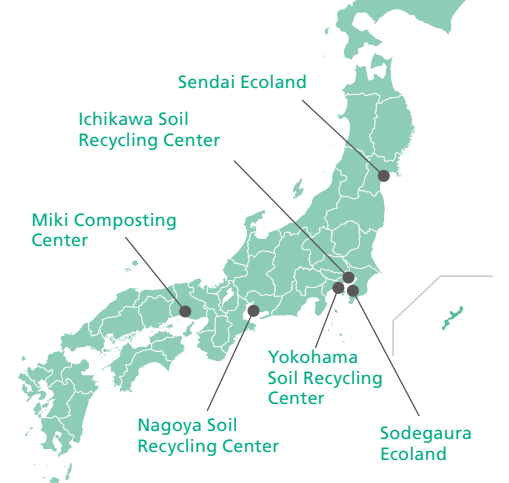 Sendai Ecoland
Ichikawa Soil
Recycling Center
Miki Composting
Center
Yokohama
Soil Recycling
Center
Nagoya Soil
Recycling Center
Sodegaura
Ecoland